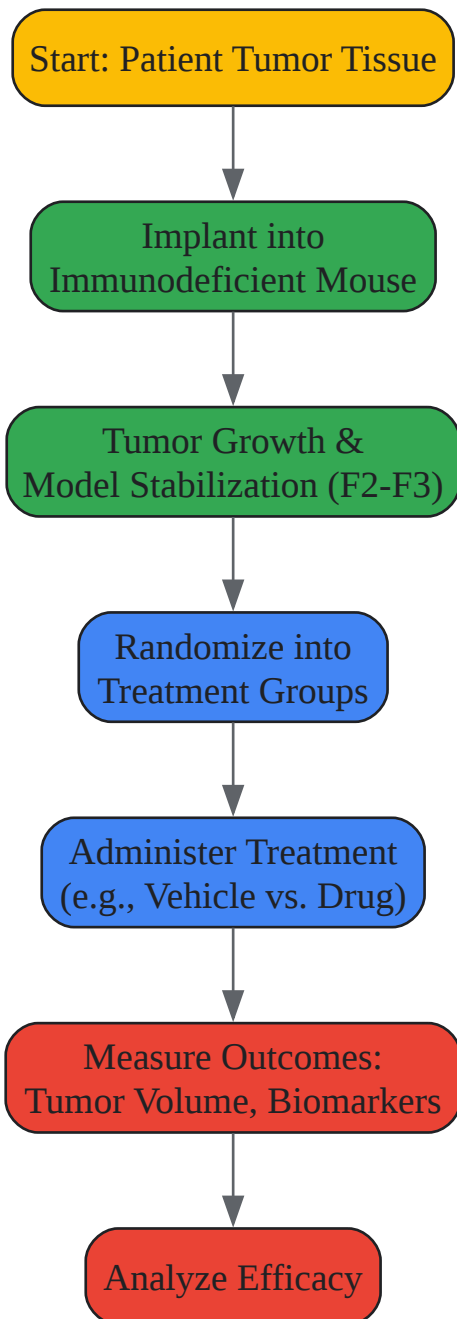 Start: Patient Tumor Tissue
Implant into
Immunodeficient Mouse
Tumor Growth &
Model Stabilization (F2-F3)
Randomize into
Treatment Groups
Administer Treatment
(e.g., Vehicle vs. Drug)
Measure Outcomes:
Tumor Volume, Biomarkers
Analyze Efficacy